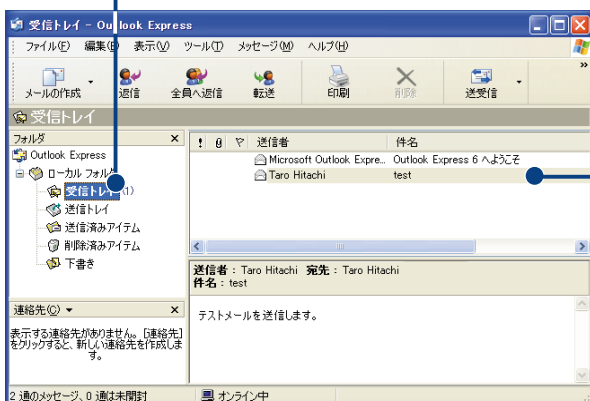 受信トレイ - Outlook Express
ファイル(F) 編集(E) 表示(V) ツール(T) メッセージ(M) ヘルプ(H)
メールの作成 返信 全員へ返信 転送 印刷 削除 送受信 »
受信トレイ
フォルダ ×
Outlook Express
ローカル フォルダ
受信トレイ (1)
送信トレイ
送信済みアイテム
削除済みアイテム
下書き
! 送信者 件名
Microsoft Outlook Expre... Outlook Express 6 へようこそ
Taro Hitachi test
送信者: Taro Hitachi 宛先: Taro Hitachi
件名: test
テストメールを送信します。
連絡先(C) ×
表示する連絡先がありません。[連絡先]
をクリックすると、新しい連絡先を作成しま
す。
2 通のメッセージ、0 通は未開封 オンライン中